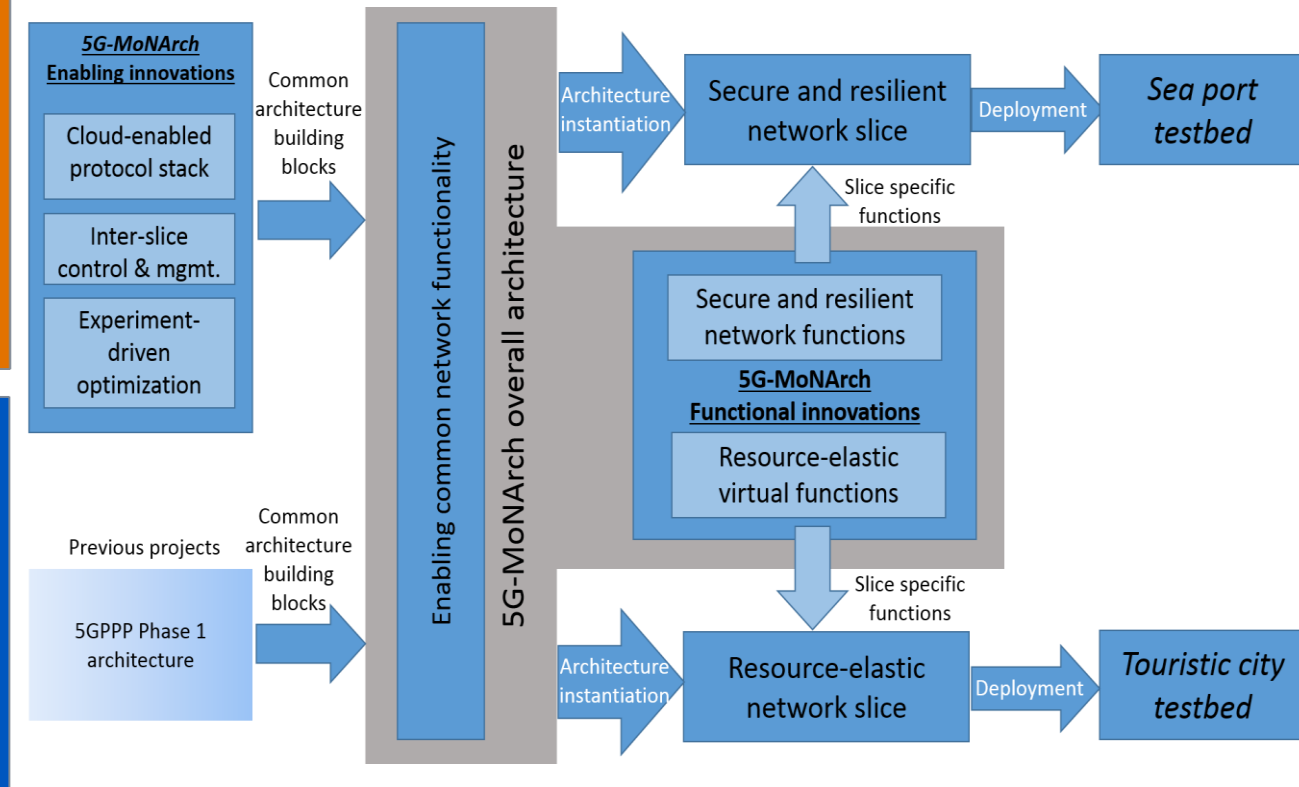 5G-MoNArch
Enabling innovations
Cloud-enabled
protocol stack
Inter-slice
control & mgmt.
Experiment-
driven
optimization
Common
architecture
building
blocks
Previous projects
5GPPP Phase 1
architecture
Common
architecture
building
blocks
Enabling common network functionality
5G-MoNArch overall architecture
Architecture
instantiation
Secure and resilient
network slice
Deployment
Sea port
testbed
Slice specific
functions
Secure and resilient
network functions
5G-MoNArch
Functional innovations
Resource-elastic
virtual functions
Slice specific
functions
Architecture
instantiation
Resource-elastic
network slice
Deployment
Touristic city
testbed